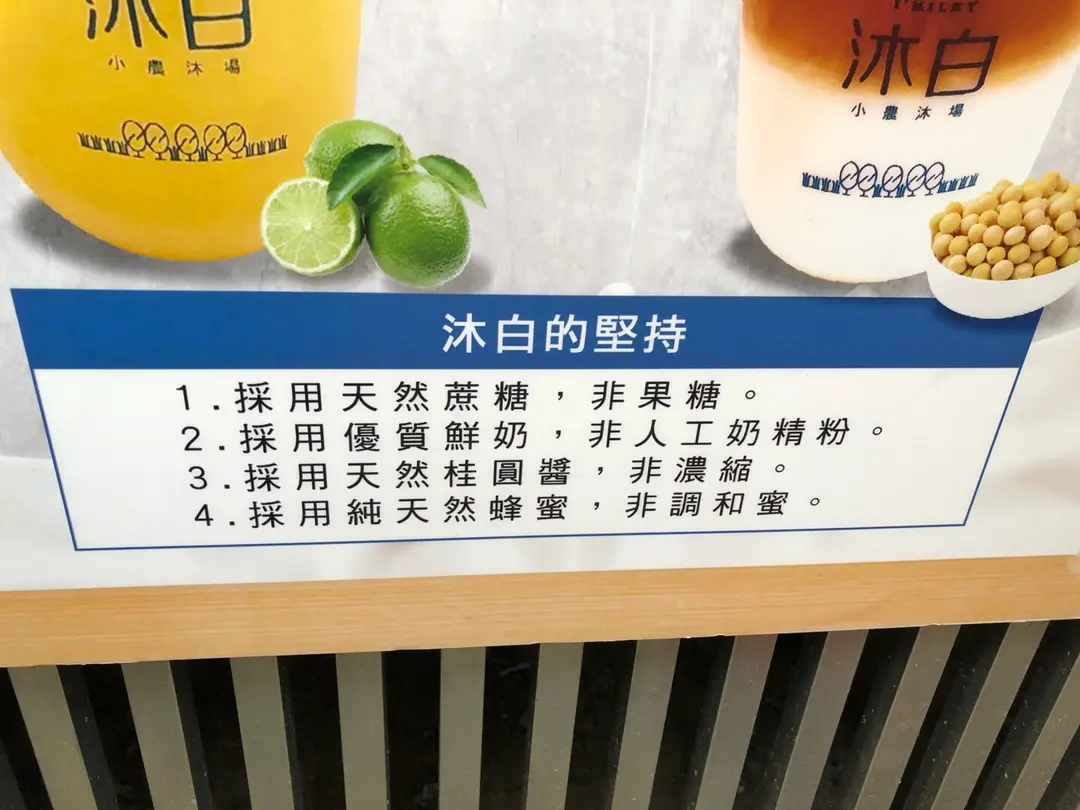 沐白
小農沐場
MILKY
沐白
小農沐場
沐白的堅持
1.採用天然蔗糖，非果糖。
2.採用優質鮮奶，非人工奶精粉。
3.採用天然桂圓醬，非濃縮。
4.採用純天然蜂蜜，非調和蜜。